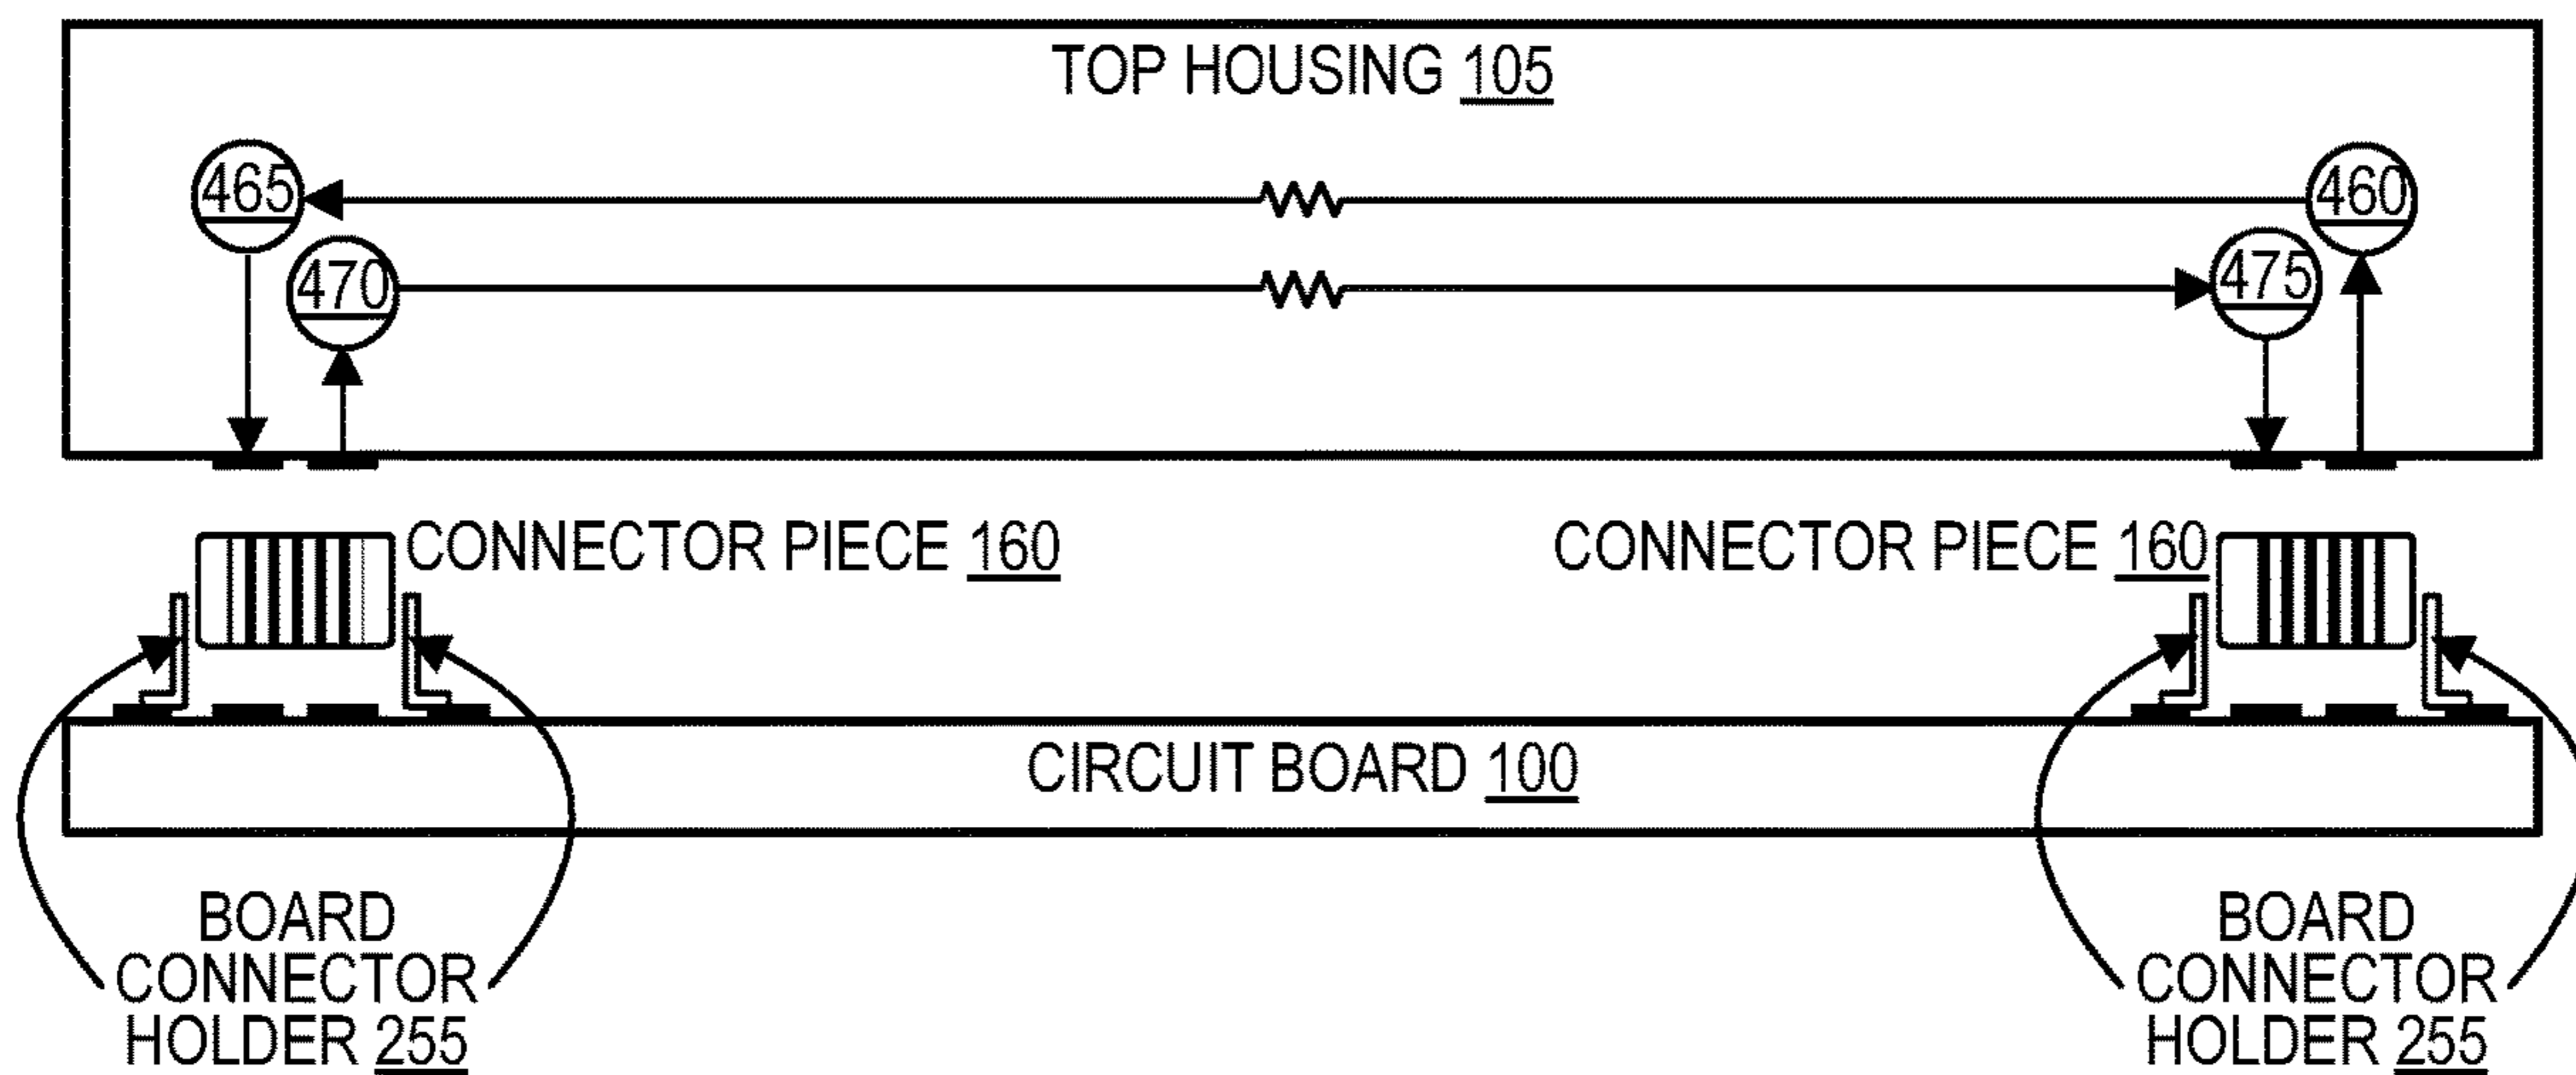 TOP HOUSING 105
465
460
470
475
CONNECTOR PIECE 160
CONNECTOR PIECE 160
CIRCUIT BOARD 100
BOARD
CONNECTOR
HOLDER 255
BOARD
CONNECTOR
HOLDER 255